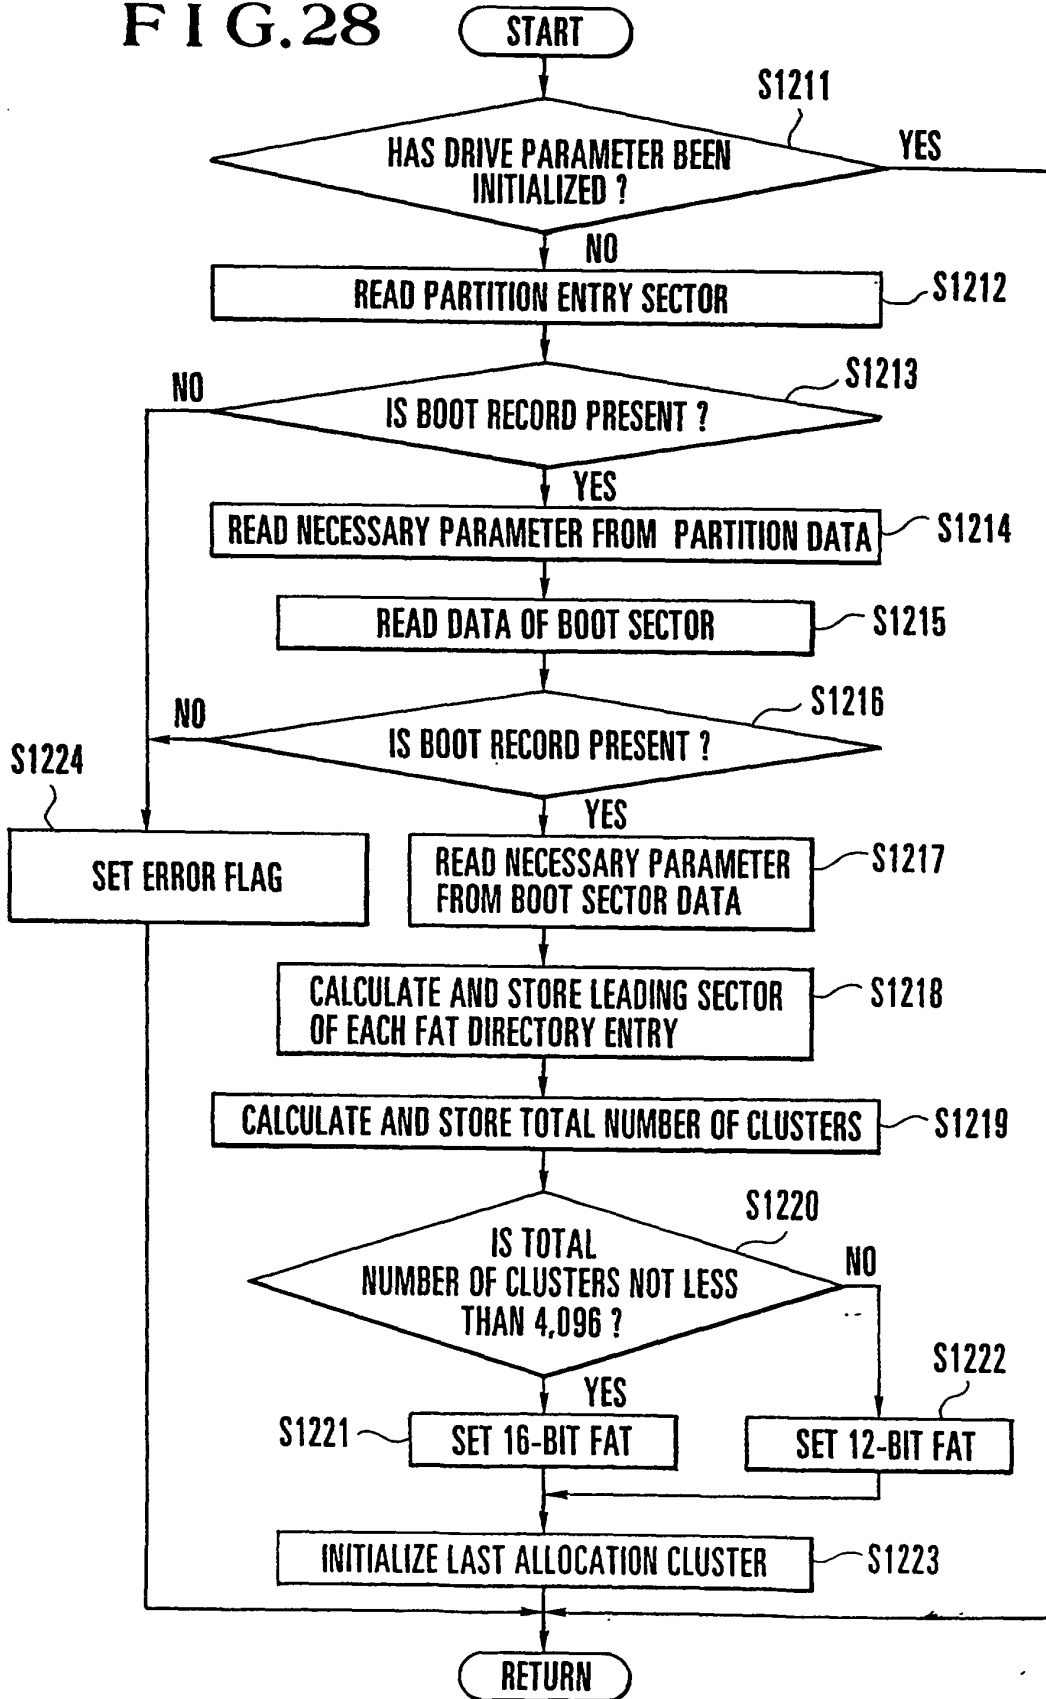 FIG.28
START
S1211
HAS DRIVE PARAMETER BEEN
INITIALIZED ?
YES
NO
READ PARTITION ENTRY SECTOR
S1212
S1213
NO
IS BOOT RECORD PRESENT ?
YES
READ NECESSARY PARAMETER FROM PARTITION DATA
S1214
READ DATA OF BOOT SECTOR
S1215
S1216
NO
IS BOOT RECORD PRESENT ?
S1224
YES
SET ERROR FLAG
READ NECESSARY PARAMETER
FROM BOOT SECTOR DATA
S1217
CALCULATE AND STORE LEADING SECTOR
OF EACH FAT DIRECTORY ENTRY
S1218
CALCULATE AND STORE TOTAL NUMBER OF CLUSTERS
S1219
S1220
IS TOTAL
NUMBER OF CLUSTERS NOT LESS
THAN 4,096 ?
NO
YES
S1222
S1221
SET 16-BIT FAT
SET 12-BIT FAT
INITIALIZE LAST ALLOCATION CLUSTER
S1223
RETURN